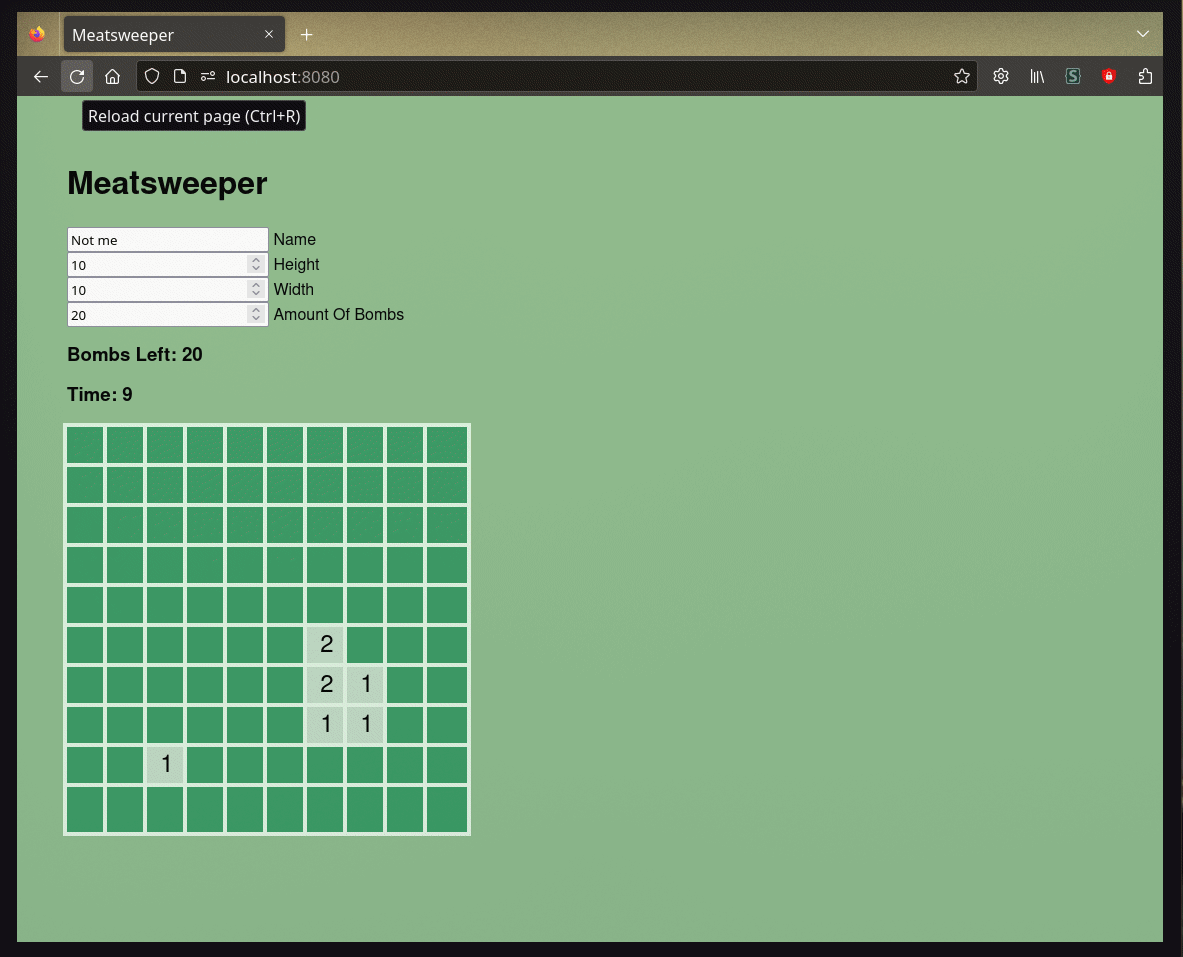 Meatsweeper
localhost:8080
Reload current page (Ctrl+R)
Meatsweeper
Not me Name
10 Height
10 Width
20 Amount Of Bombs
Bombs Left: 20
Time: 9
2
2 1
1 1
1